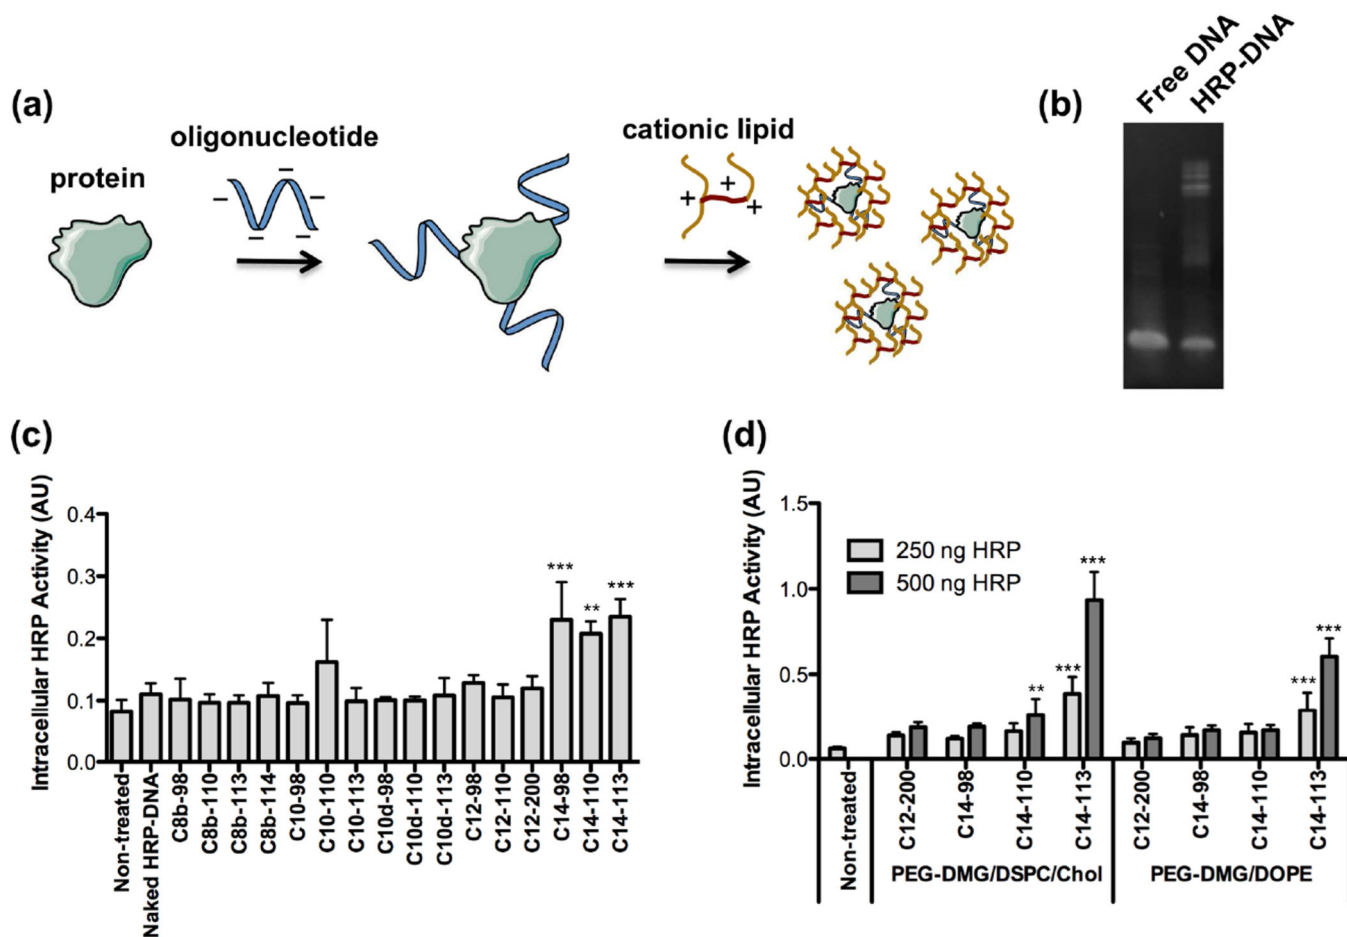 (a)
protein
oligonucleotide
− − − − −
cationic lipid
+ + +
(b)
Free DNA
HRP-DNA
(c)
Intracellular HRP Activity (AU)
0.4
0.3
0.2
0.1
0.0
***
**
***
Non-treated
Naked HRP-DNA
C8b-98
C8b-110
C8b-113
C8b-114
C10-98
C10-110
C10-113
C10d-98
C10d-110
C10d-113
C12-98
C12-110
C12-200
C14-98
C14-110
C14-113
(d)
Intracellular HRP Activity (AU)
1.5
1.0
0.5
0.0
250 ng HRP
500 ng HRP
**
***
***
***
***
Non-treated
C12-200
C14-98
C14-110
C14-113
C12-200
C14-98
C14-110
C14-113
PEG-DMG/DSPC/Chol
PEG-DMG/DOPE